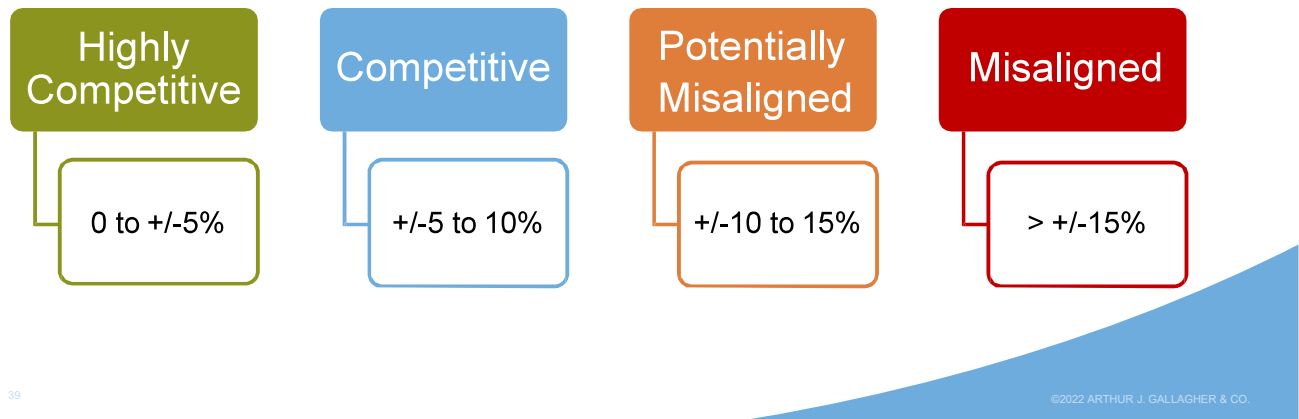 Highly
Competitive
0 to +/-5%
Competitive
+/-5 to 10%
Potentially
Misaligned
+/-10 to 15%
Misaligned
> +/-15%
39
©2022 ARTHUR J. GALLAGHER & CO.